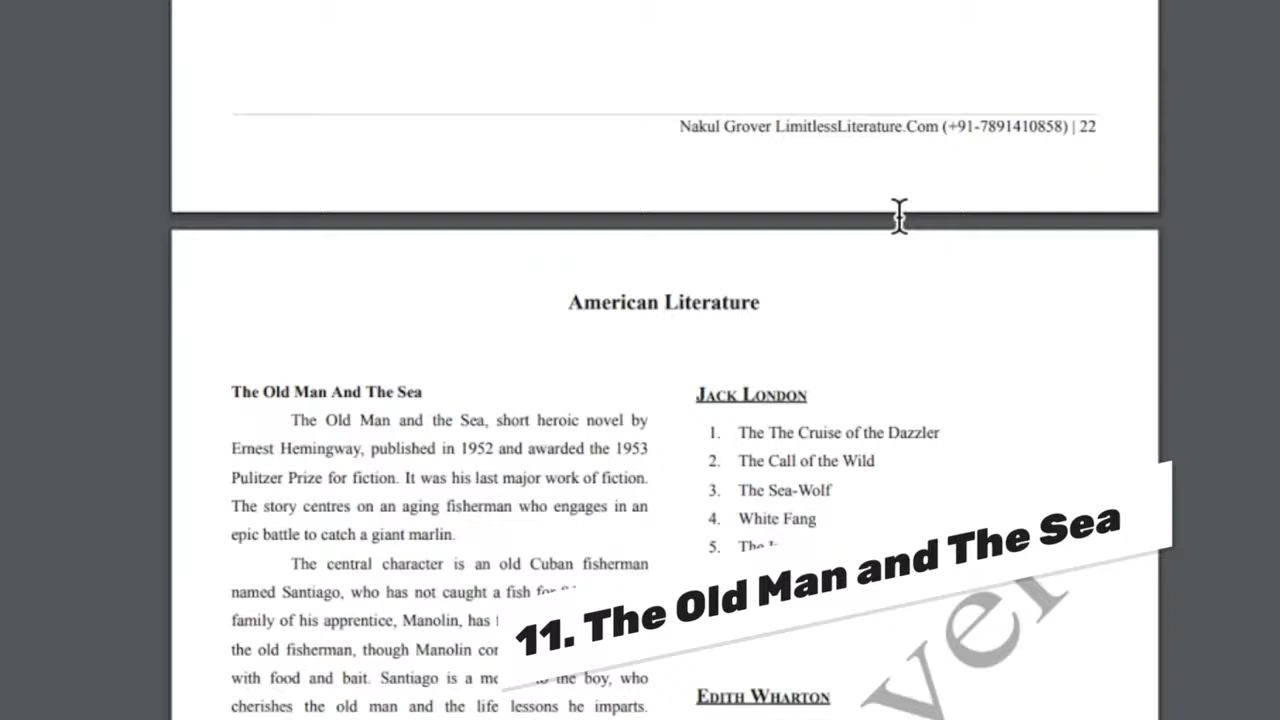 Nakul Grover LimitlessLiterature.Com (+91-7891410858) | 22
American Literature
The Old Man And The Sea
The Old Man and the Sea, short heroic novel by
Ernest Hemingway, published in 1952 and awarded the 1953
Pulitzer Prize for fiction. It was his last major work of fiction.
The story centres on an aging fisherman who engages in an
epic battle to catch a giant marlin.
The central character is an old Cuban fisherman
named Santiago, who has not caught a fish
family of his apprentice, Manolin, has
the old fisherman, though Manolin
with food and bait. Santiago is a the boy, who
cherishes the old man and the life lessons he imparts.
JACK LONDON
1. The The Cruise of the Dazzler
2. The Call of the Wild
3. The Sea-Wolf
4. White Fang
5. The
11. The Old Man and The Sea
EDITH WHARTON